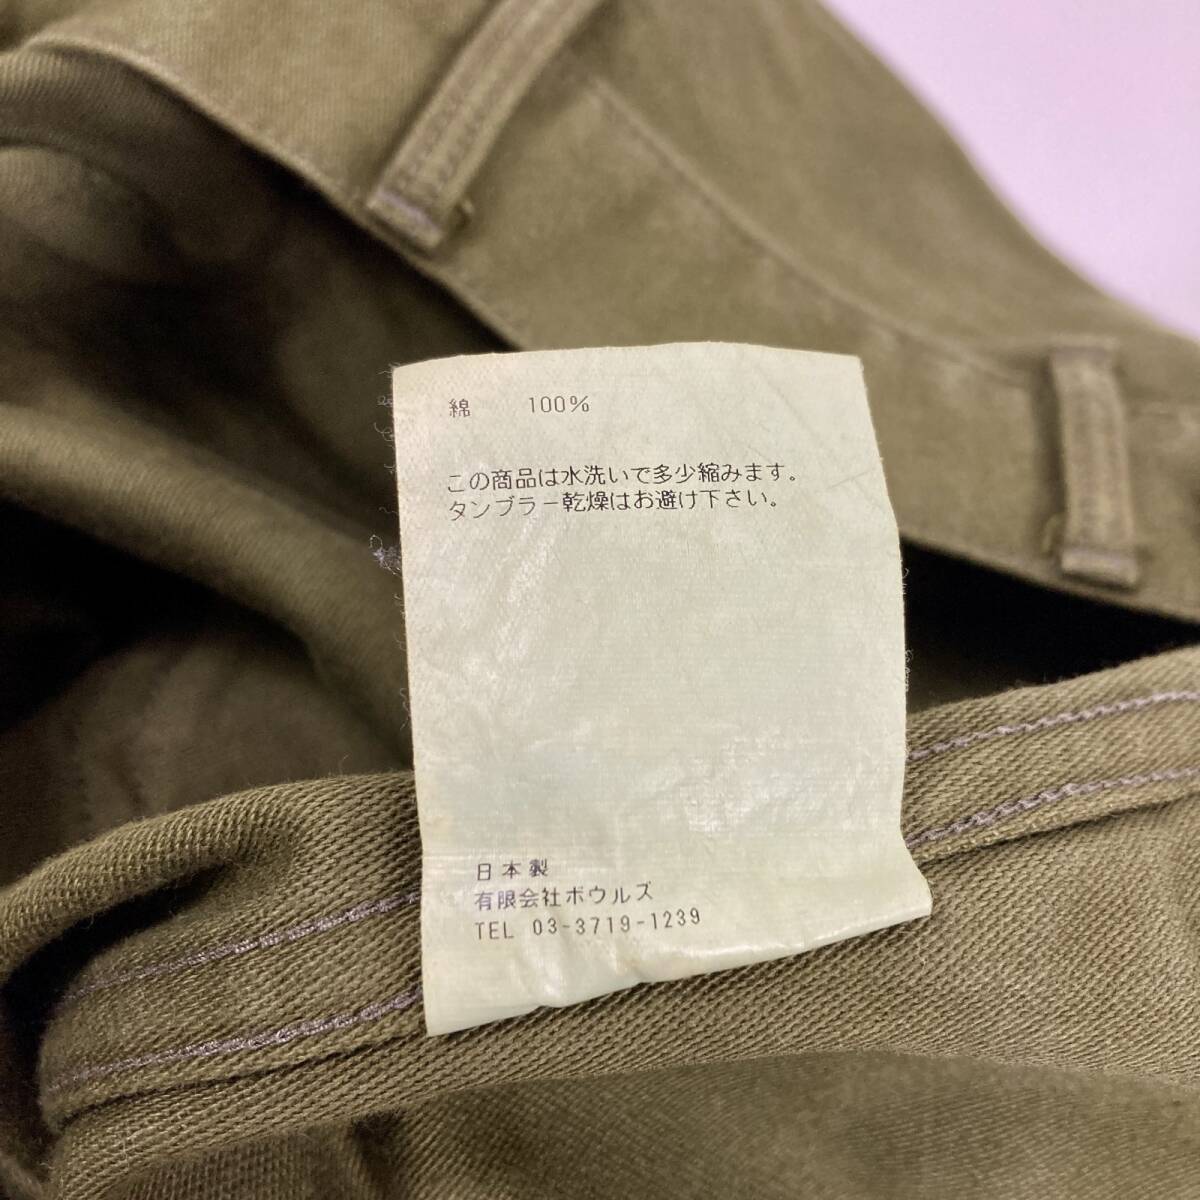 綿 100%
この商品は水洗いで多少縮みます。
タンブラー乾燥はお避け下さい。
日本製
有限会社ボウルズ
TEL 03-3719-1239